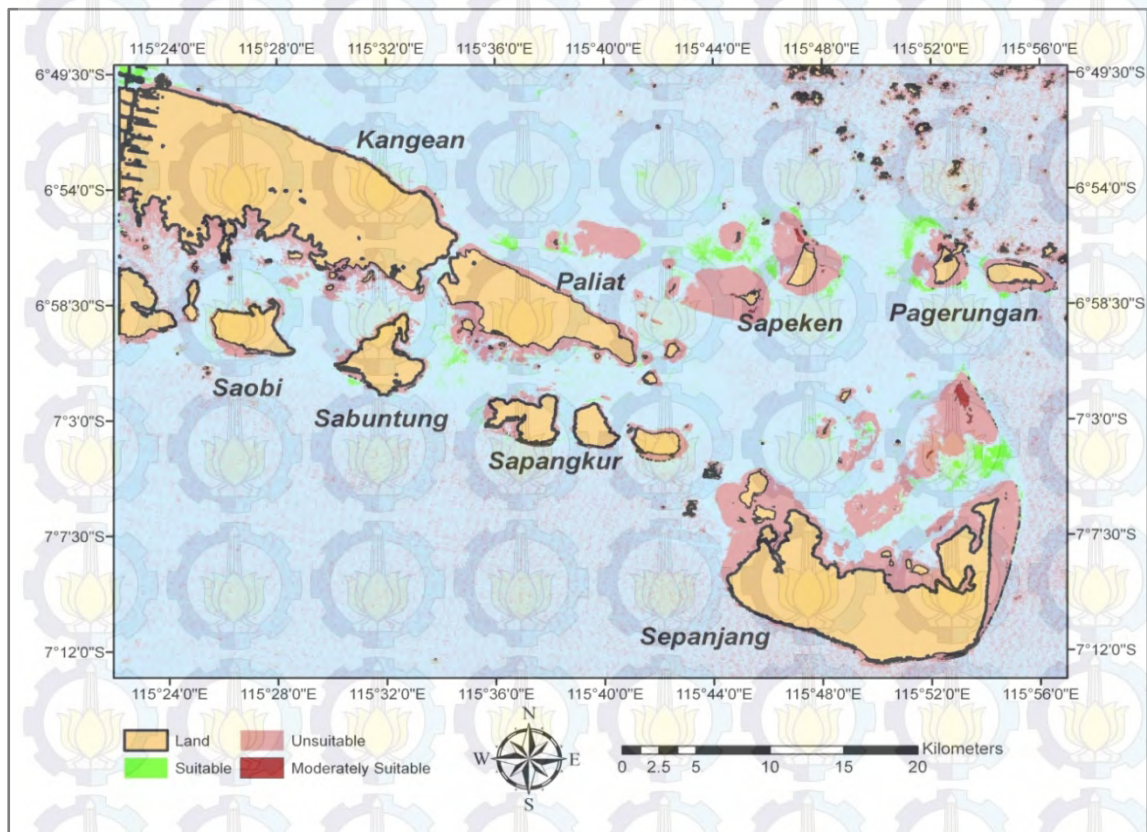 115°24'0"E 115°28'0"E 115°32'0"E 115°36'0"E 115°40'0"E 115°44'0"E 115°48'0"E 115°52'0"E 115°56'0"E
6°49'30"S 6°49'30"S
Kangean
6°54'0"S 6°54'0"S
Paliat
6°58'30"S 6°58'30"S
Sapeken Pagerungan
Saobi
Sabuntung
7°3'0"S 7°3'0"S
Sapangkur
7°7'30"S 7°7'30"S
Sepanjang
7°12'0"S 7°12'0"S
115°24'0"E 115°28'0"E 115°32'0"E 115°36'0"E 115°40'0"E 115°44'0"E 115°48'0"E 115°52'0"E 115°56'0"E
Land Unsuitable
Suitable Moderately Suitable
N
W E
S
Kilometers
0 2.5 5 10 15 20